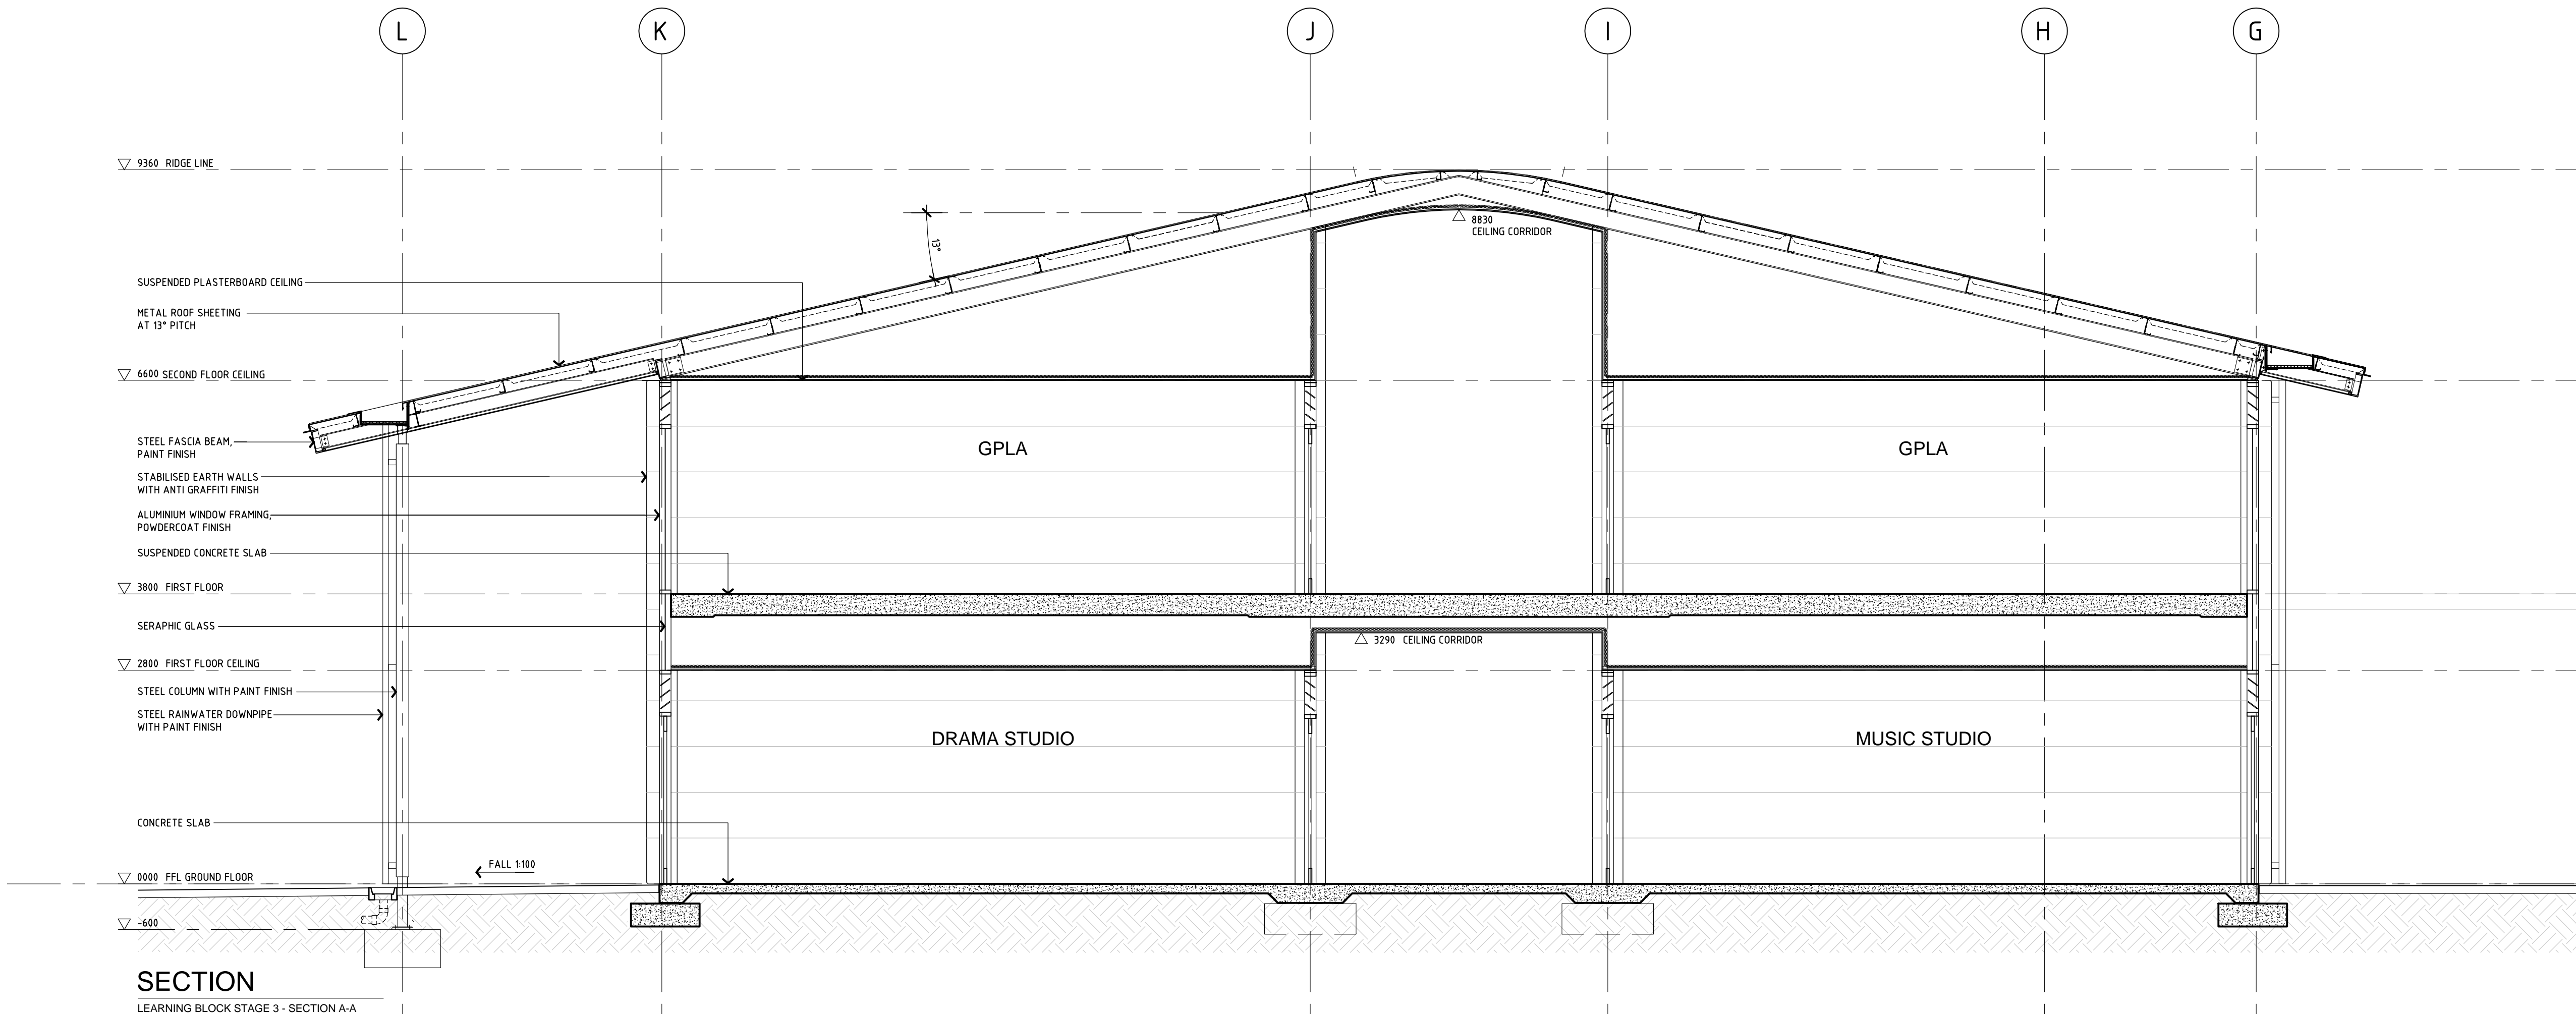 L
K
J
I
H
G
9360 RIDGE LINE
8830
CEILING CORRIDOR
13°
SUSPENDED PLASTERBOARD CEILING
METAL ROOF SHEETING
AT 13° PITCH
6600 SECOND FLOOR CEILING
STEEL FASCIA BEAM,
PAINT FINISH
GPLA
GPLA
STABILISED EARTH WALLS
WITH ANTI GRAFFITI FINISH
ALUMINIUM WINDOW FRAMING,
POWDERCOAT FINISH
SUSPENDED CONCRETE SLAB
3800 FIRST FLOOR
SERAPHIC GLASS
3290 CEILING CORRIDOR
2800 FIRST FLOOR CEILING
STEEL COLUMN WITH PAINT FINISH
STEEL RAINWATER DOWNPIPE
WITH PAINT FINISH
DRAMA STUDIO
MUSIC STUDIO
CONCRETE SLAB
FALL 1:100
0000 FFL GROUND FLOOR
-600
SECTION
LEARNING BLOCK STAGE 3 - SECTION A-A